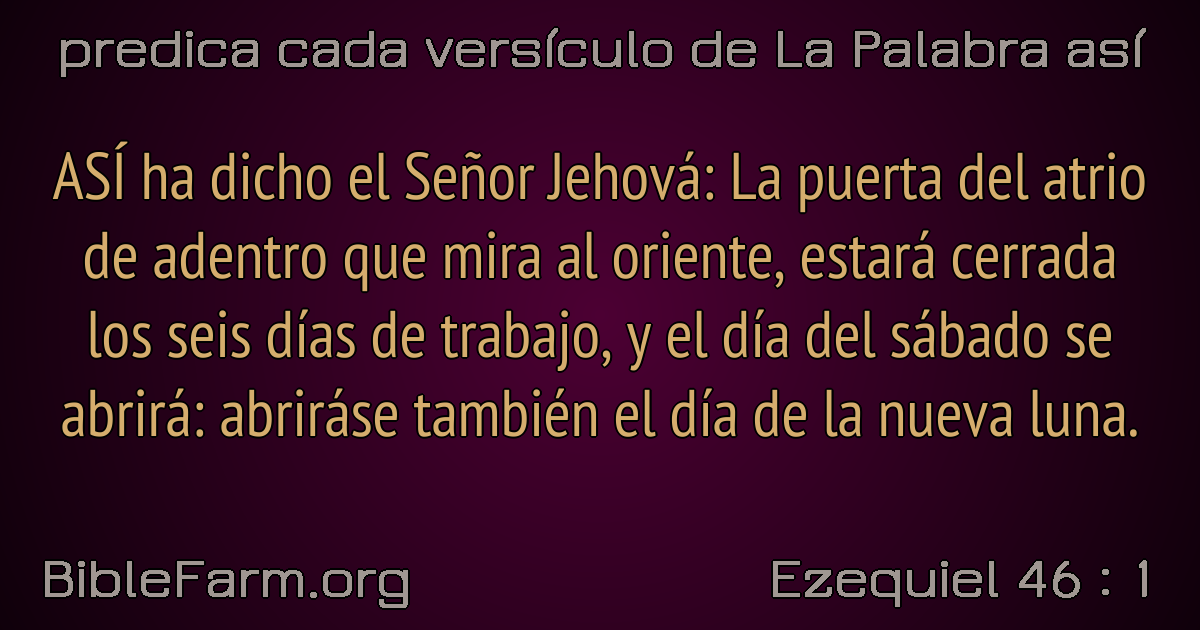 predica cada versículo de La Palabra así
ASÍ ha dicho el Señor Jehová: La puerta del atrio
de adentro que mira al oriente, estará cerrada
los seis días de trabajo, y el día del sábado se
abrirá: abriráse también el día de la nueva luna.
BibleFarm.org
Ezequiel 46 : 1